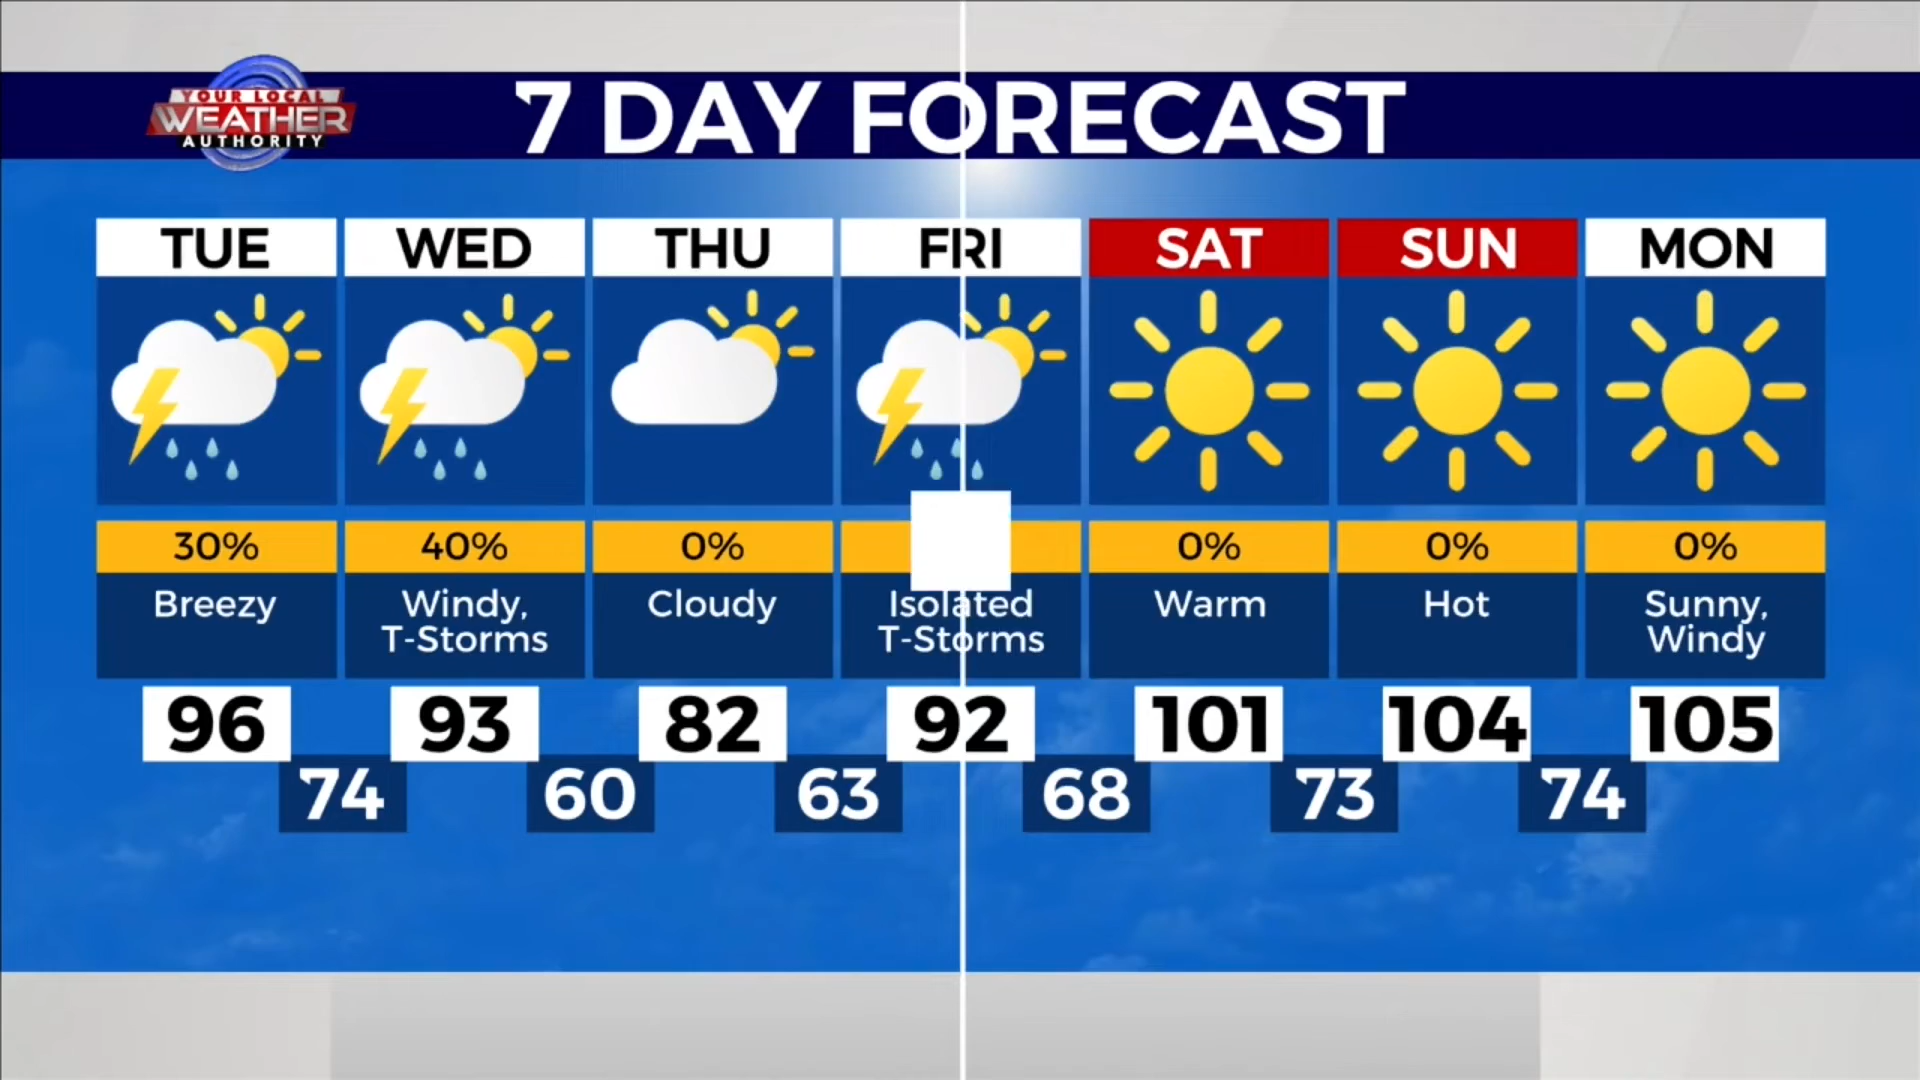 YOUR LOCAL
WEATHER
AUTHORITY
7 DAY FORECAST
TUE WED THU FRI SAT SUN MON
30% 40% 0% 0% 0% 0%
Breezy Windy, Cloudy Isolated Warm Hot Sunny,
T-Storms T-Storms Windy
96 93 82 92 101 104 105
74 60 63 68 73 74